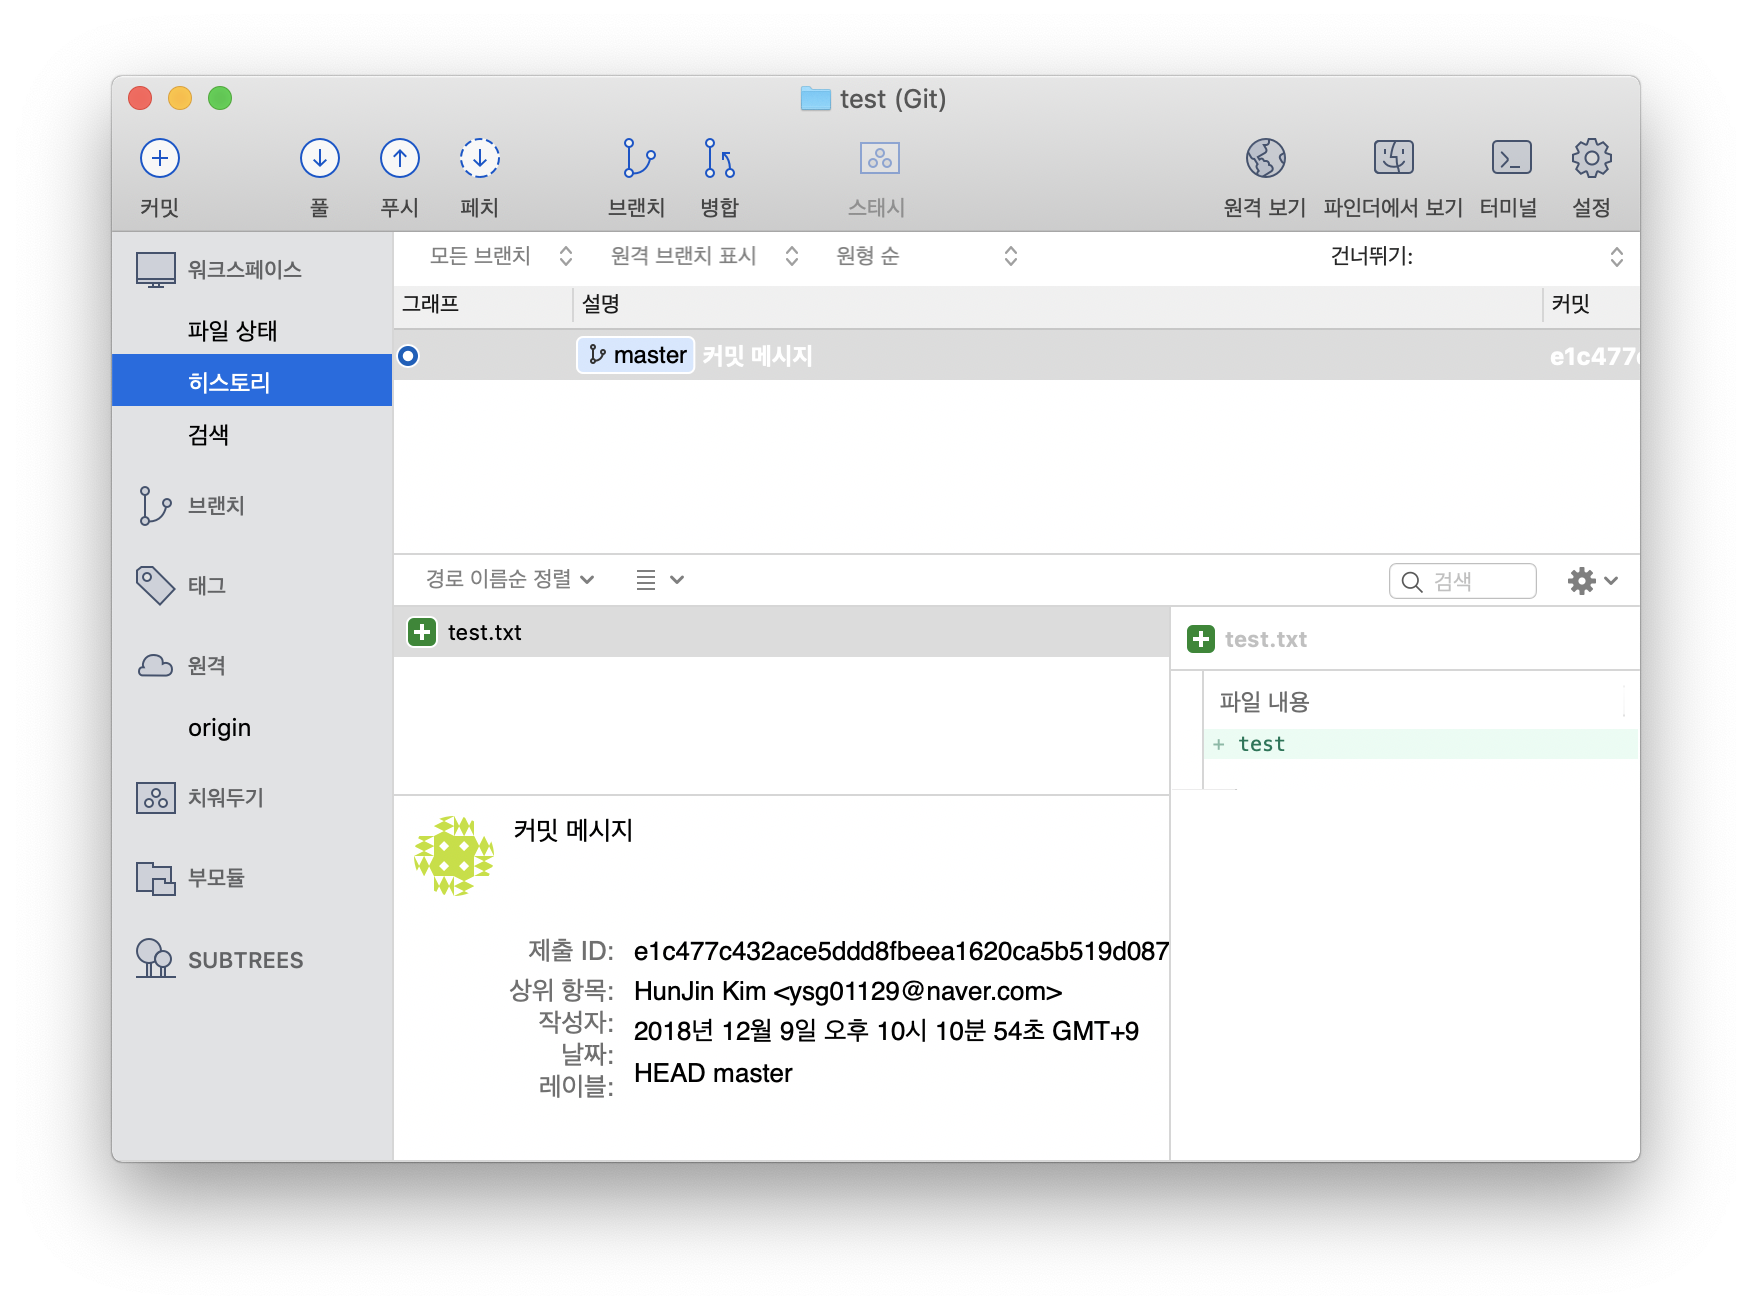 test (Git)
커밋 풀 푸시 페치 브랜치 병합 스태시 원격 보기 파인더에서 보기 터미널 설정
워크스페이스
파일 상태
히스토리
검색
브랜치
태그
원격
origin
치워두기
부모듈
SUBTREES
모든 브랜치 원격 브랜치 표시 원형 순 건너뛰기:
그래프 설명 커밋
master 커밋 메시지 e1c477
경로 이름순 정렬 검색
test.txt
커밋 메시지
제출 ID: e1c477c432ace5ddd8fbeea1620ca5b519d087
상위 항목: HunJin Kim <ysg01129@naver.com>
작성자: 2018년 12월 9일 오후 10시 10분 54초 GMT+9
날짜: HEAD master
레이블:
test.txt
파일 내용
+ test